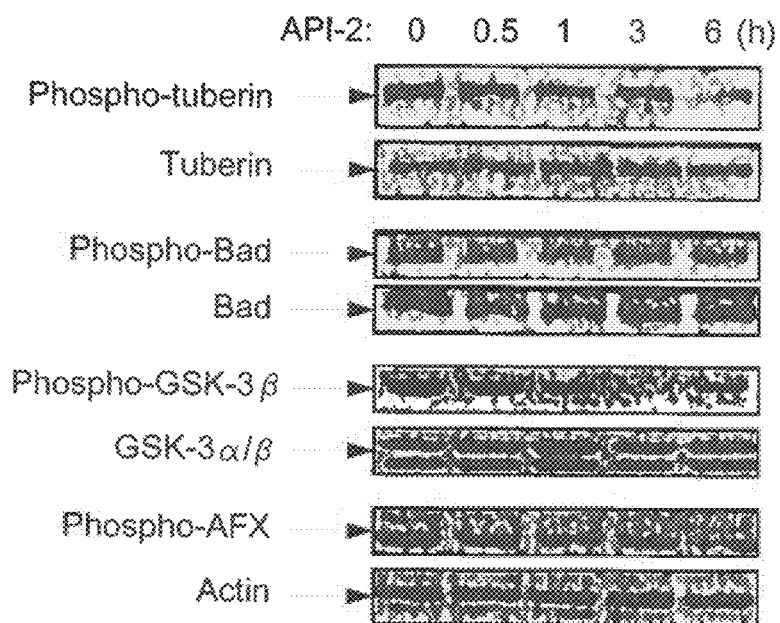 API-2: 0 0.5 1 3 6 (h)
Phospho-tuberin
Tuberin
Phospho-Bad
Bad
Phospho-GSK-3β
GSK-3α/β
Phospho-AFX
Actin